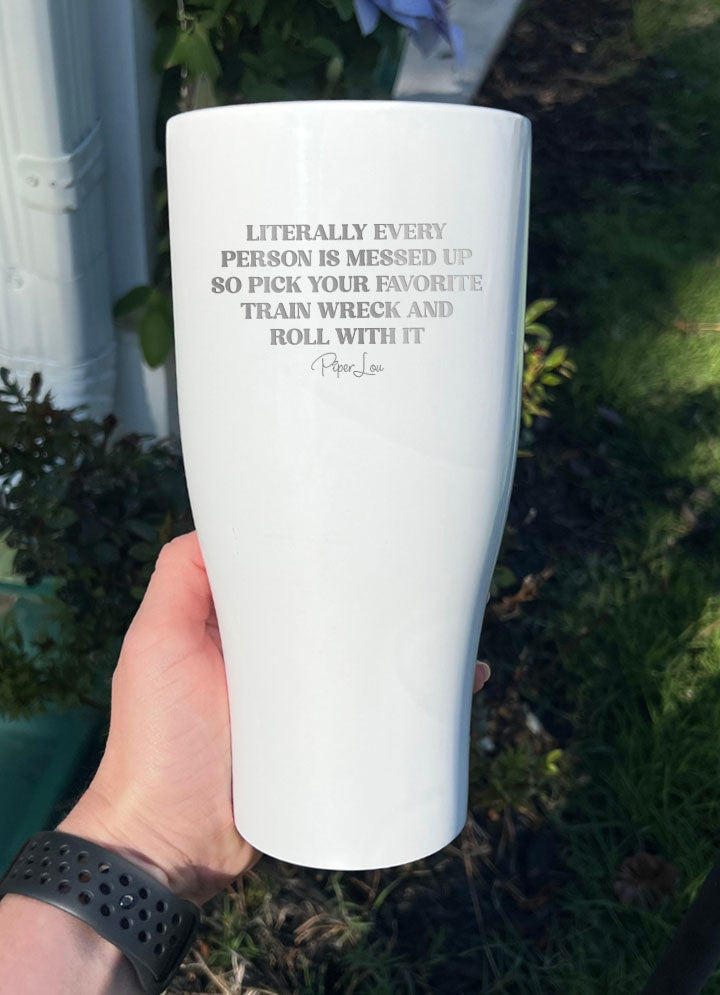 LITERALLY EVERY
PERSON IS MESSED UP
SO PICK YOUR FAVORITE
TRAIN WRECK AND
ROLL WITH IT
Piper Lou